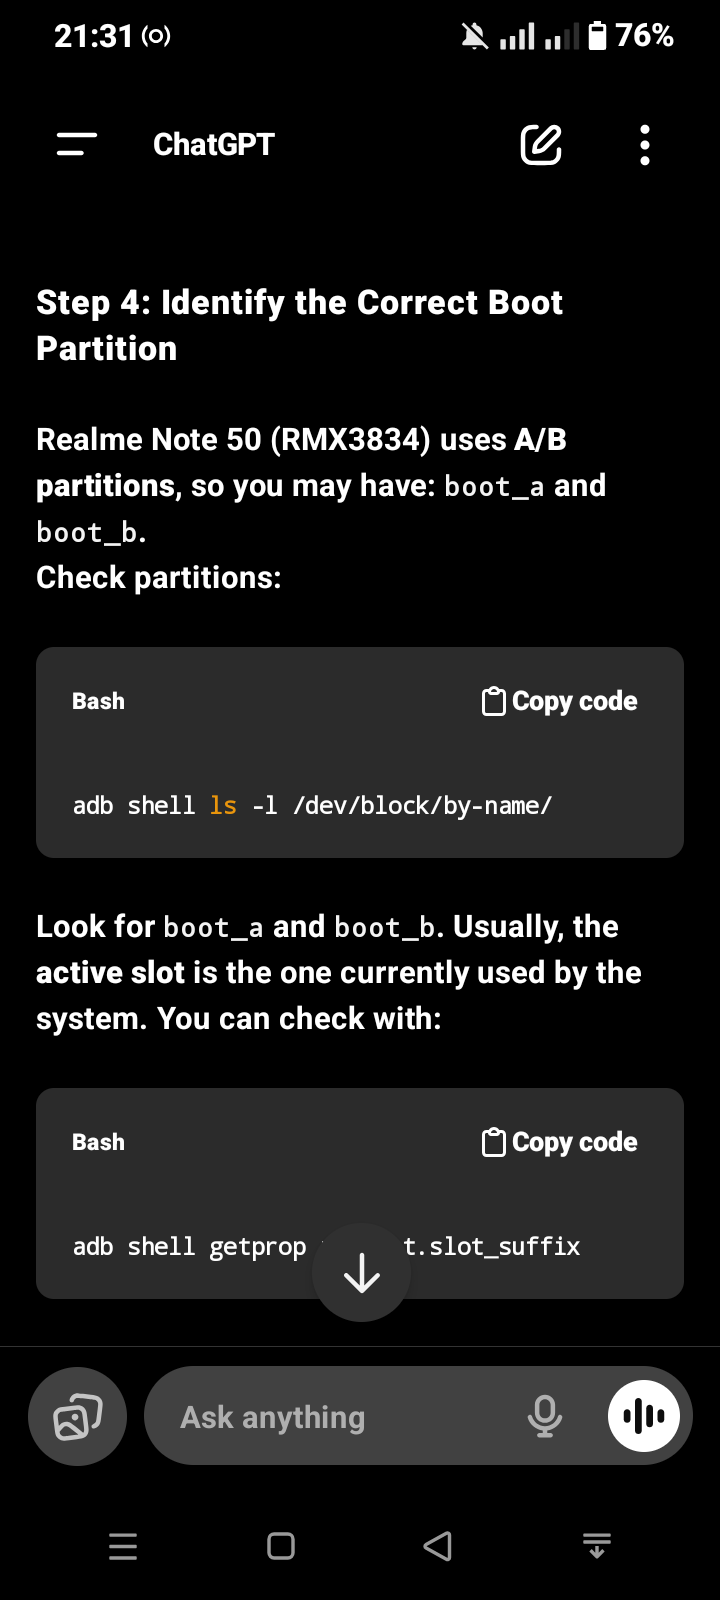 21:31
76%
ChatGPT
Step 4: Identify the Correct Boot
Partition
Realme Note 50 (RMX3834) uses A/B
partitions, so you may have: boot_a and
boot_b.
Check partitions:
Bash
Copy code
adb shell ls -l /dev/block/by-name/
Look for boot_a and boot_b. Usually, the
active slot is the one currently used by the
system. You can check with:
Bash
Copy code
adb shell getprop t.slot_suffix
Ask anything